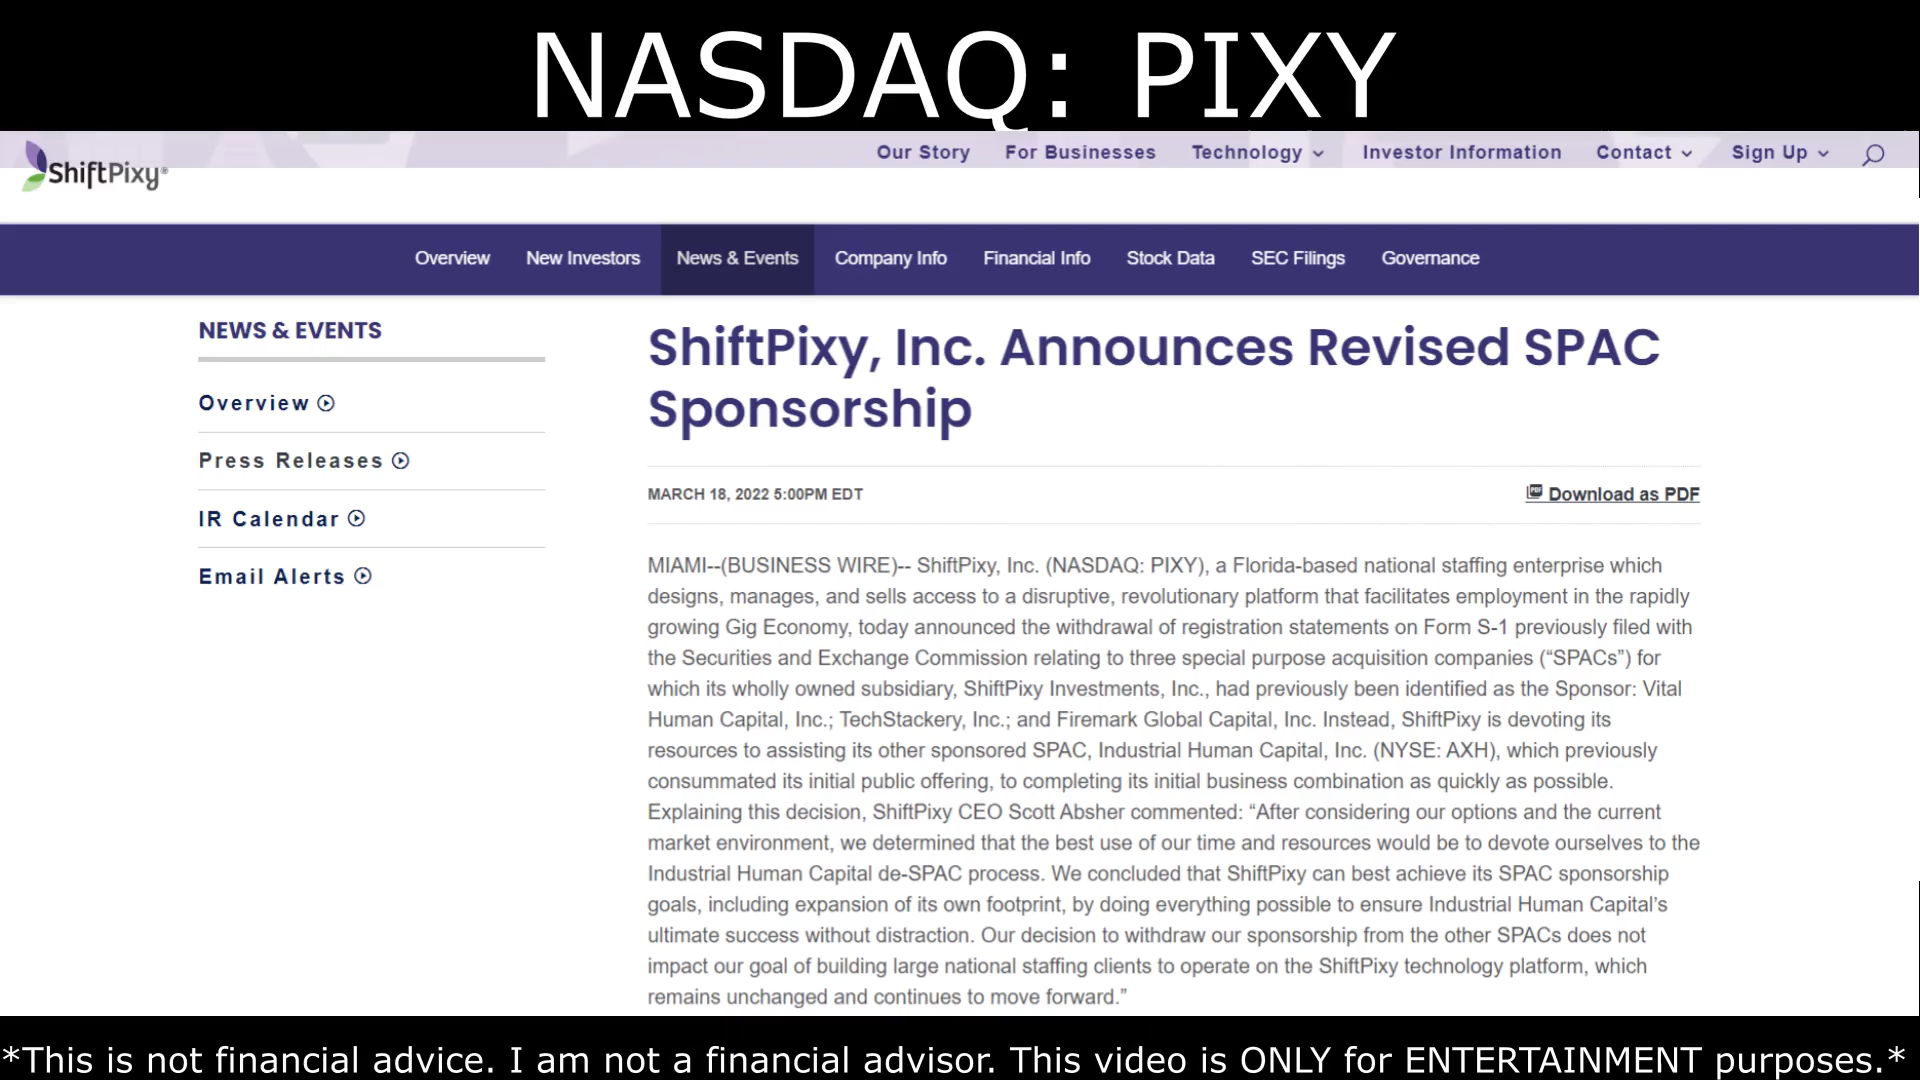 NASDAQ: PIXY
ShiftPixy®
Our Story For Businesses Technology Investor Information Contact Sign Up
Overview New Investors News & Events Company Info Financial Info Stock Data SEC Filings Governance
NEWS & EVENTS
Overview
Press Releases
IR Calendar
Email Alerts
ShiftPixy, Inc. Announces Revised SPAC
Sponsorship
MARCH 18, 2022 5:00PM EDT
PDF Download as PDF
MIAMI--(BUSINESS WIRE)-- ShiftPixy, Inc. (NASDAQ: PIXY), a Florida-based national staffing enterprise which
designs, manages, and sells access to a disruptive, revolutionary platform that facilitates employment in the rapidly
growing Gig Economy, today announced the withdrawal of registration statements on Form S-1 previously filed with
the Securities and Exchange Commission relating to three special purpose acquisition companies (“SPACs”) for
which its wholly owned subsidiary, ShiftPixy Investments, Inc., had previously been identified as the Sponsor: Vital
Human Capital, Inc.; TechStackery, Inc.; and Firemark Global Capital, Inc. Instead, ShiftPixy is devoting its
resources to assisting its other sponsored SPAC, Industrial Human Capital, Inc. (NYSE: AXH), which previously
consummated its initial public offering, to completing its initial business combination as quickly as possible.
Explaining this decision, ShiftPixy CEO Scott Absher commented: “After considering our options and the current
market environment, we determined that the best use of our time and resources would be to devote ourselves to the
Industrial Human Capital de-SPAC process. We concluded that ShiftPixy can best achieve its SPAC sponsorship
goals, including expansion of its own footprint, by doing everything possible to ensure Industrial Human Capital’s
ultimate success without distraction. Our decision to withdraw our sponsorship from the other SPACs does not
impact our goal of building large national staffing clients to operate on the ShiftPixy technology platform, which
remains unchanged and continues to move forward.”
*This is not financial advice. I am not a financial advisor. This video is ONLY for ENTERTAINMENT purposes.*